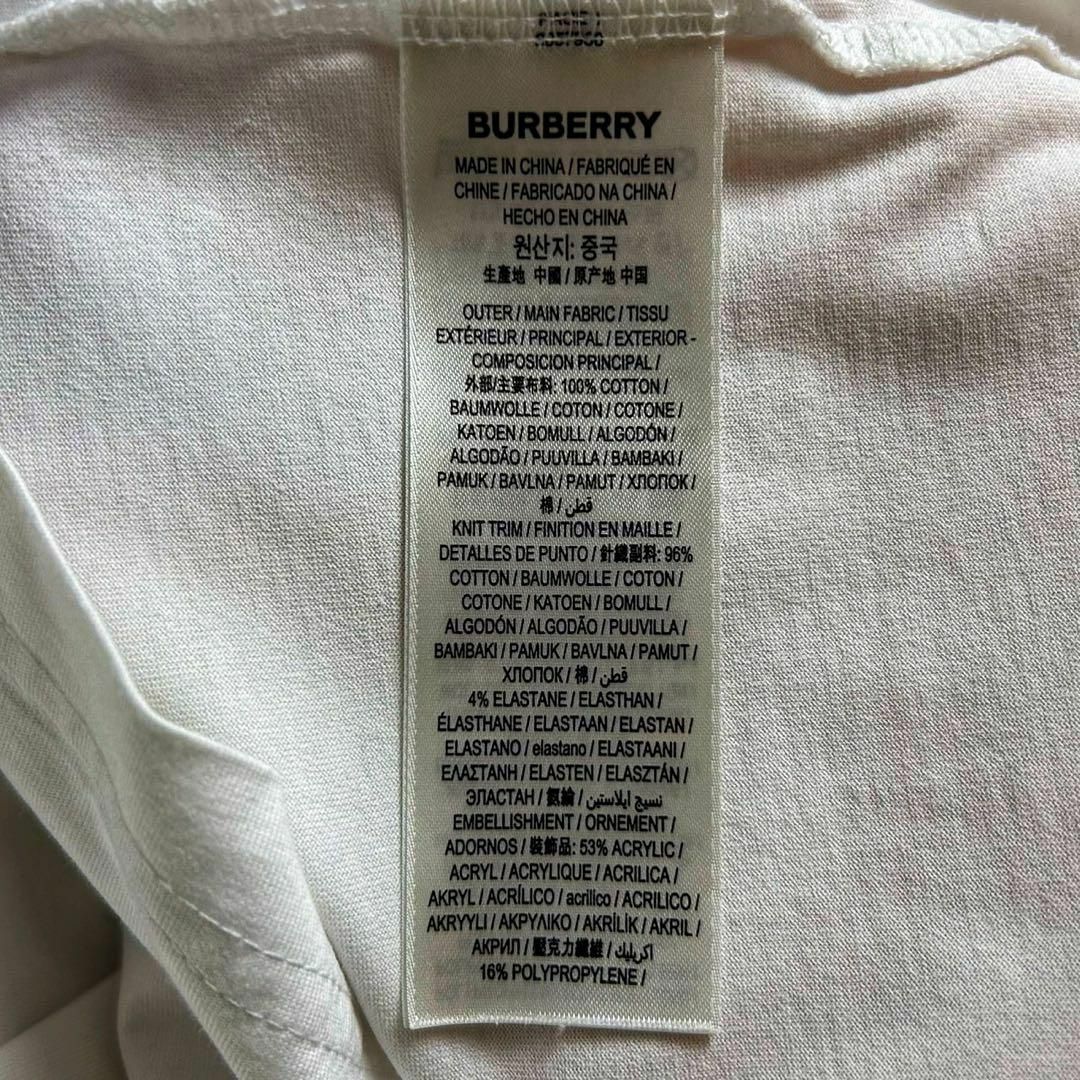 BURBERRY
MADE IN CHINA / FABRIQUÉ EN
CHINE / FABRICADO NA CHINA /
HECHO EN CHINA
원산지: 중국
生產地 中國 / 原产地 中国
OUTER / MAIN FABRIC / TISSU
EXTÉRIEUR / PRINCIPAL / EXTERIOR -
COMPOSICION PRINCIPAL /
外部/主要布料: 100% COTTON /
BAUMWOLLE / COTON / COTONE /
KATOEN / BOMULL / ALGODÓN /
ALGODÃO / PUUVILLA / BAMBAKI /
PAMUK / BAVLNA / PAMUT / ХЛОПОК /
棉 / قطن /
KNIT TRIM / FINITION EN MAILLE /
DETALLES DE PUNTO / 針織副料: 96%
COTTON / BAUMWOLLE / COTON /
COTONE / KATOEN / BOMULL /
ALGODÓN / ALGODÃO / PUUVILLA /
BAMBAKI / PAMUK / BAVLNA / PAMUT /
ХЛОПОК / 棉 / قطن /
4% ELASTANE / ELASTHAN /
ÉLASTHANE / ELASTAAN / ELASTAN /
ELASTANO / elastano / ELASTAANI /
ΕΛΑΣΤΑΝΗ / ELASTEN / ELASZTÁN /
ЭЛАСТАН / 氨綸 / نسيج ايلاستين /
EMBELLISHMENT / ORNEMENT /
ADORNOS / 裝飾品: 53% ACRYLIC /
ACRYL / ACRYLIQUE / ACRILICA /
AKRYL / ACRÍLICO / acrilico / ACRILICO /
AKRYYLI / ΑΚΡΥΛΙΚΟ / AKRİLİK / AKRIL /
АКРИЛ / 壓克力纖維 / اكريليك /
16% POLYPROPYLENE /